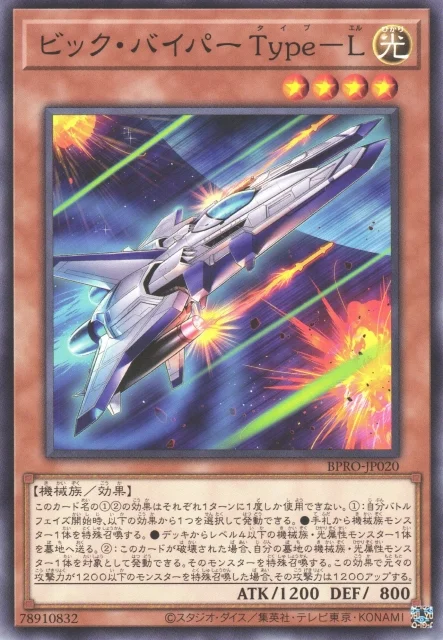 ビック・バイパーType-L
タイプ エル
ひかり
光
BPRO-JP020
【機械族/効果】
このカード名の①②の効果はそれぞれ1ターンに1度しか使用できない。①:自分バトル
フェイズ開始時、以下の効果から1つを選択して発動できる。●手札から機械族モンス
ター1体を特殊召喚する。●デッキからレベル4以下の機械族・光属性モンスター1体
を墓地へ送る。②:このカードが破壊された場合、自分の墓地の機械族・光属性モンスタ
ー1体を対象として発動できる。そのモンスターを特殊召喚する。この効果で元々の
攻撃力が1200以下のモンスターを特殊召喚した場合、その攻撃力は1200アップする。
ATK/1200 DEF/ 800
78910832 ©スタジオ・ダイス/集英社・テレビ東京・KONAMI